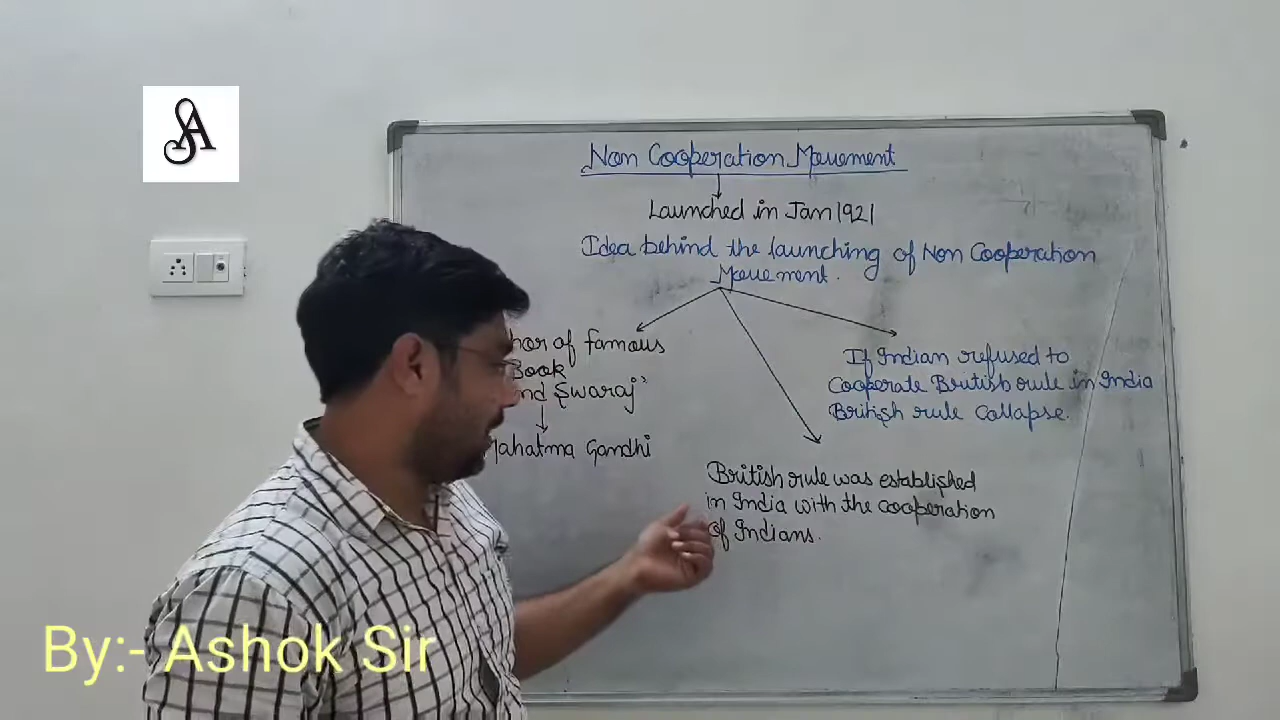 Non Cooperation Movement
Launched in Jan 1921
Idea behind the launching of Non Cooperation
Movement.
hor of famous
Book
nd Swaraj"
Mahatma Gandhi
If Indian refused to
Cooperate British rule in India
British rule Collapse.
British rule was established
in India with the cooperation
of Indians.
By:- Ashok Sir